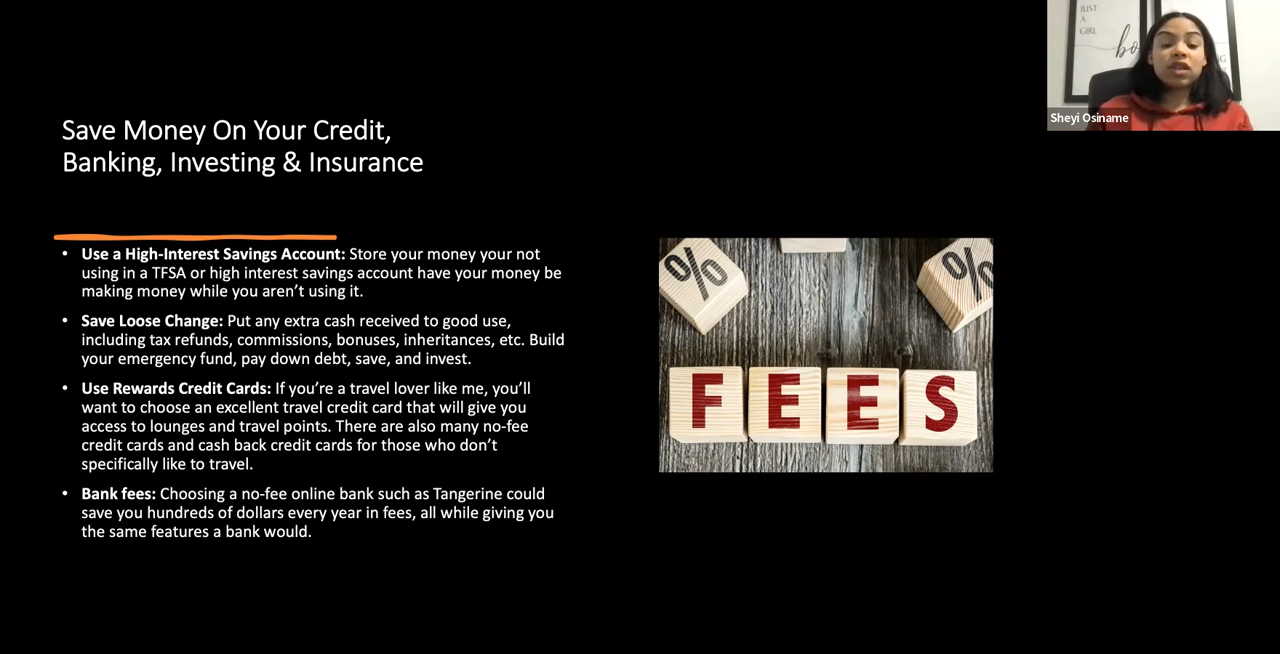 JUST
A
GIRL
bo
Sheyi Osiname
Save Money On Your Credit,
Banking, Investing & Insurance
• Use a High-Interest Savings Account: Store your money your not
using in a TFSA or high interest savings account have your money be
making money while you aren’t using it.
• Save Loose Change: Put any extra cash received to good use,
including tax refunds, commissions, bonuses, inheritances, etc. Build
your emergency fund, pay down debt, save, and invest.
• Use Rewards Credit Cards: If you’re a travel lover like me, you’ll
want to choose an excellent travel credit card that will give you
access to lounges and travel points. There are also many no-fee
credit cards and cash back credit cards for those who don’t
specifically like to travel.
• Bank fees: Choosing a no-fee online bank such as Tangerine could
save you hundreds of dollars every year in fees, all while giving you
the same features a bank would.
% %
FEES